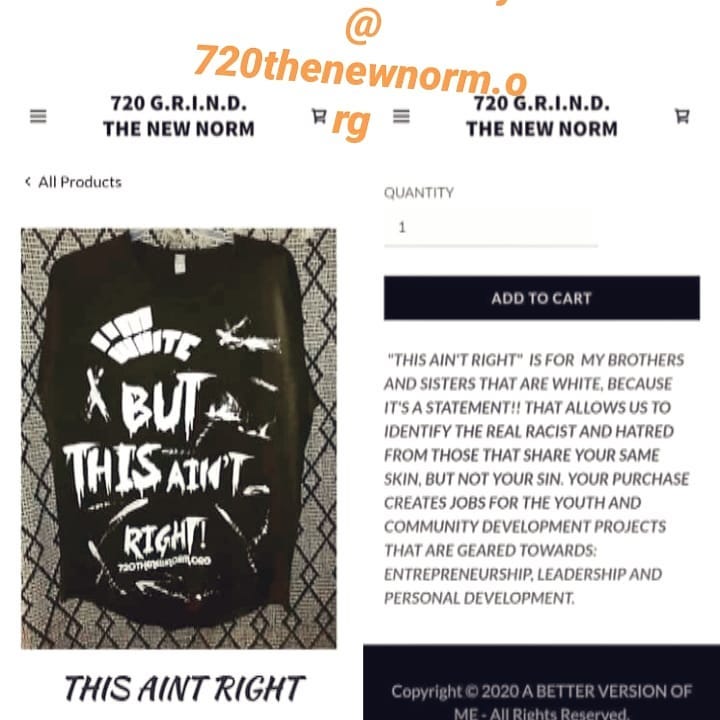 @
720thenewnorm.o
rg
720 G.R.I.N.D.
THE NEW NORM
< All Products
I'M
WHITE
BUT
THIS AIN'T
RIGHT!
720THENEWNORM.ORG
THIS AINT RIGHT
720 G.R.I.N.D.
THE NEW NORM
QUANTITY
1
ADD TO CART
"THIS AIN'T RIGHT" IS FOR MY BROTHERS
AND SISTERS THAT ARE WHITE, BECAUSE
IT'S A STATEMENT!! THAT ALLOWS US TO
IDENTIFY THE REAL RACIST AND HATRED
FROM THOSE THAT SHARE YOUR SAME
SKIN, BUT NOT YOUR SIN. YOUR PURCHASE
CREATES JOBS FOR THE YOUTH AND
COMMUNITY DEVELOPMENT PROJECTS
THAT ARE GEARED TOWARDS:
ENTREPRENEURSHIP, LEADERSHIP AND
PERSONAL DEVELOPMENT.
Copyright © 2020 A BETTER VERSION OF
ME - All Rights Reserved.